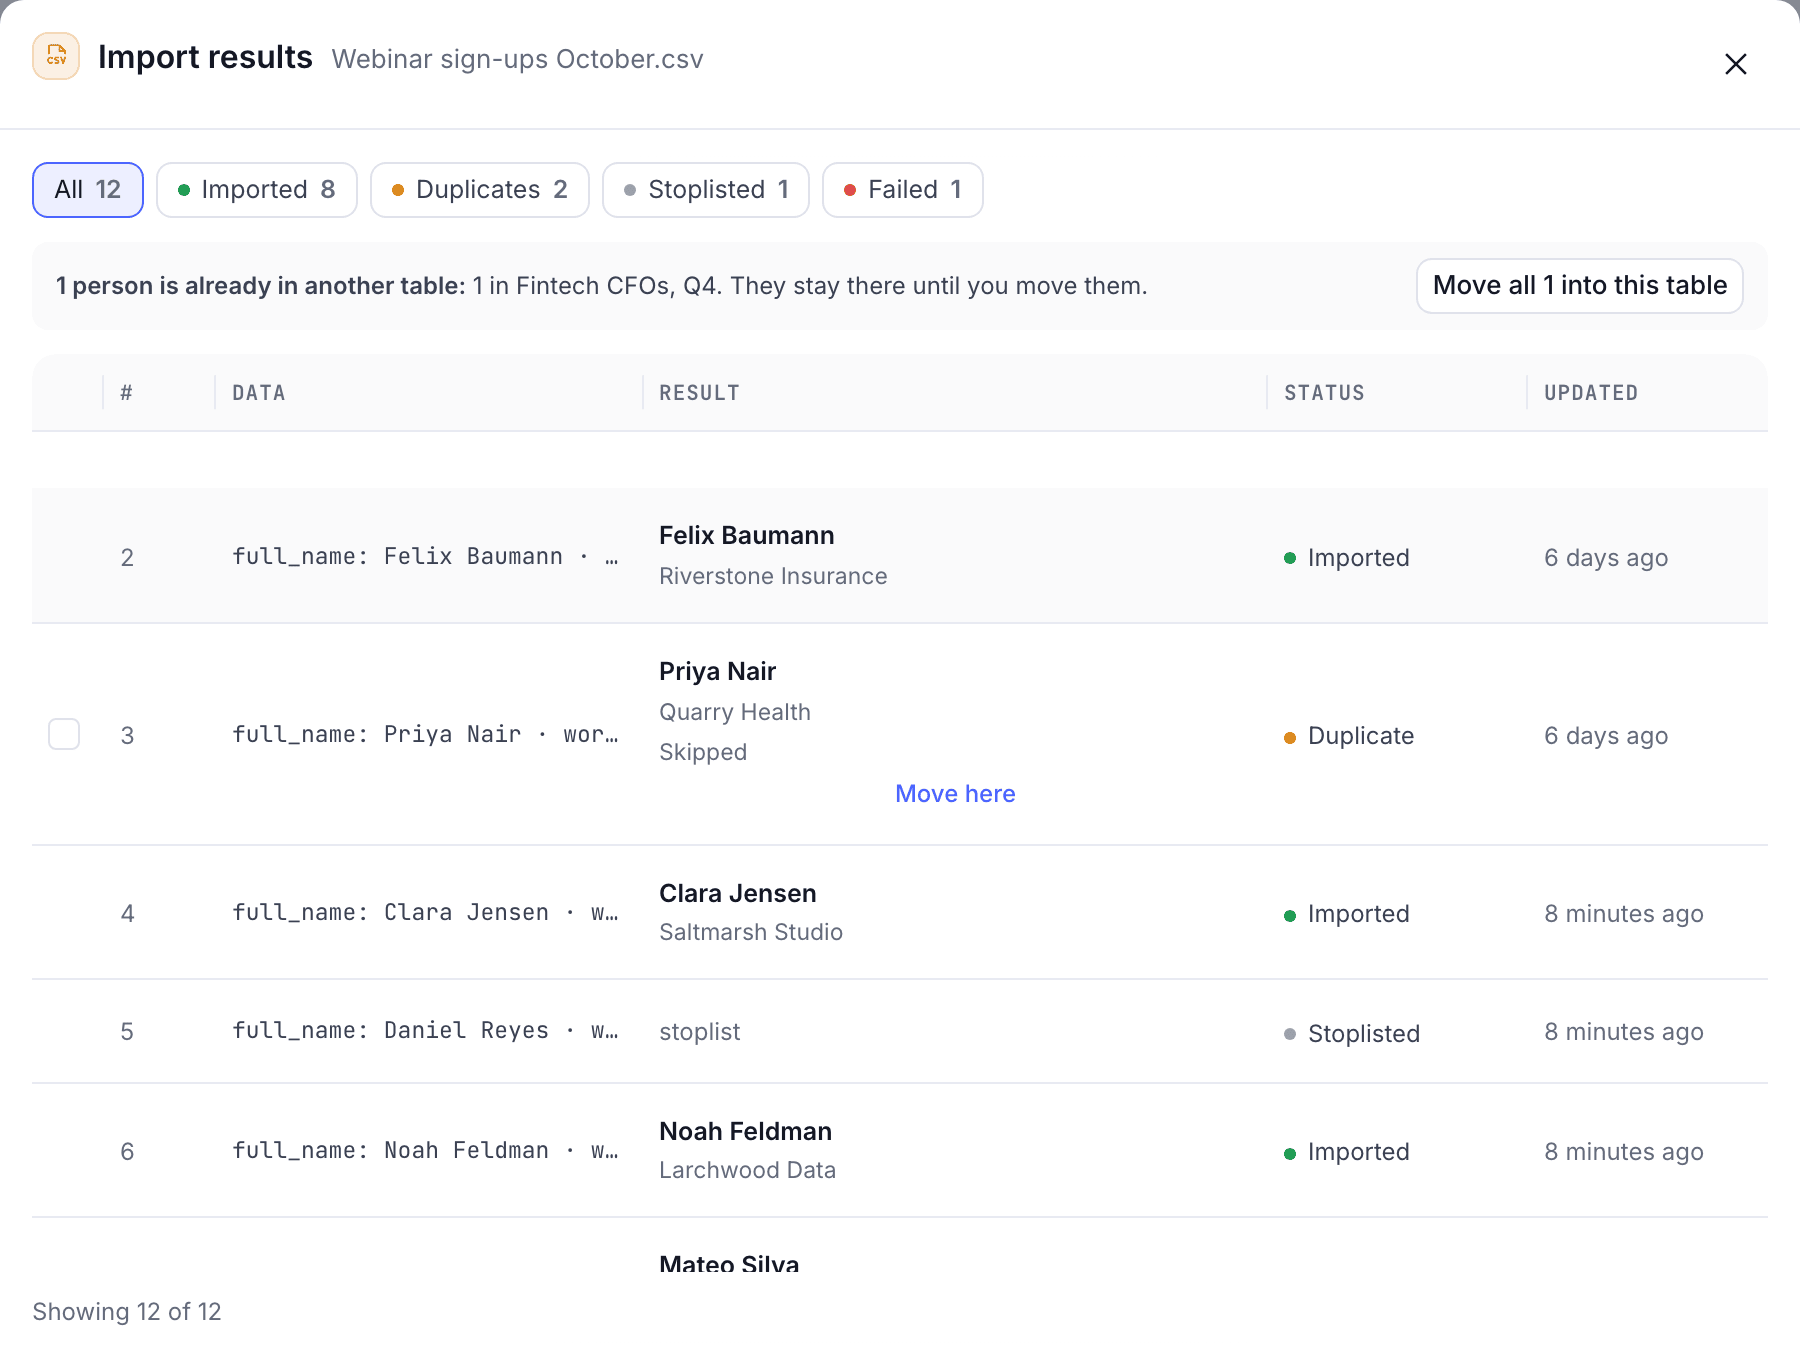 CSV
Import results Webinar sign-ups October.csv
All 12 Imported 8 Duplicates 2 Stoplisted 1 Failed 1
1 person is already in another table: 1 in Fintech CFOs, Q4. They stay there until you move them. Move all 1 into this table
# DATA RESULT STATUS UPDATED
2 full_name: Felix Baumann · … Felix Baumann Imported 6 days ago
Riverstone Insurance
Priya Nair
Quarry Health
3 full_name: Priya Nair · wor… Skipped Duplicate 6 days ago
Move here
4 full_name: Clara Jensen · w… Clara Jensen Imported 8 minutes ago
Saltmarsh Studio
5 full_name: Daniel Reyes · w… stoplist Stoplisted 8 minutes ago
6 full_name: Noah Feldman · w… Noah Feldman Imported 8 minutes ago
Larchwood Data
Mateo Silva
Showing 12 of 12